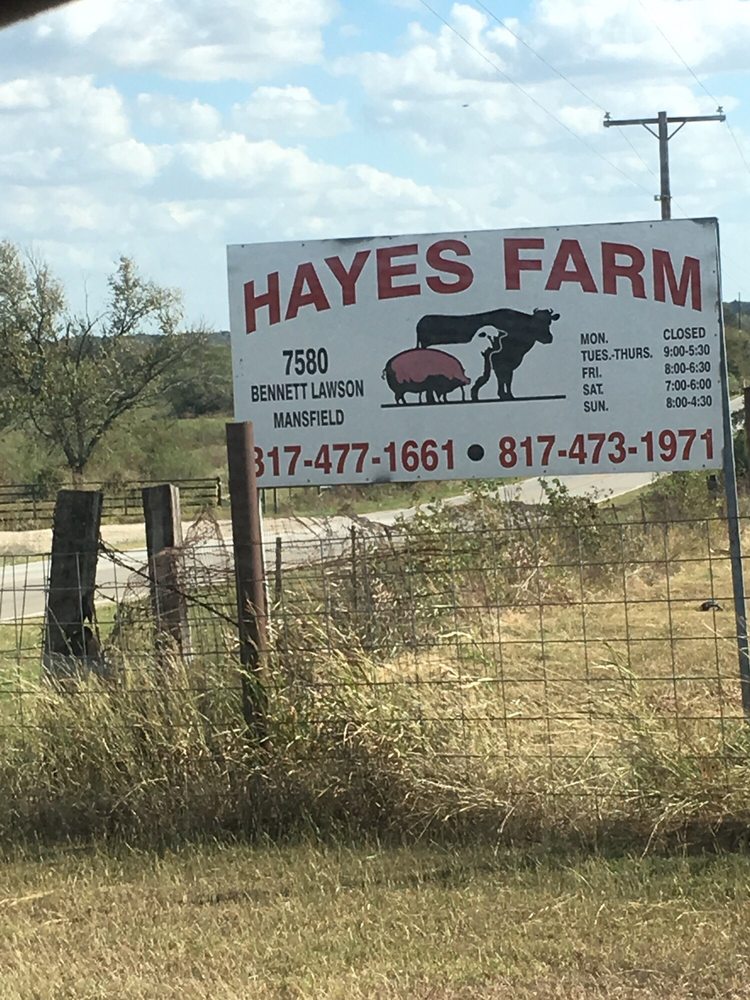 HAYES FARM
7580
BENNETT LAWSON
MANSFIELD
MON. CLOSED
TUES.-THURS. 9:00-5:30
FRI. 8:00-6:30
SAT. 7:00-6:00
SUN. 8:00-4:30
817-477-1661 • 817-473-1971